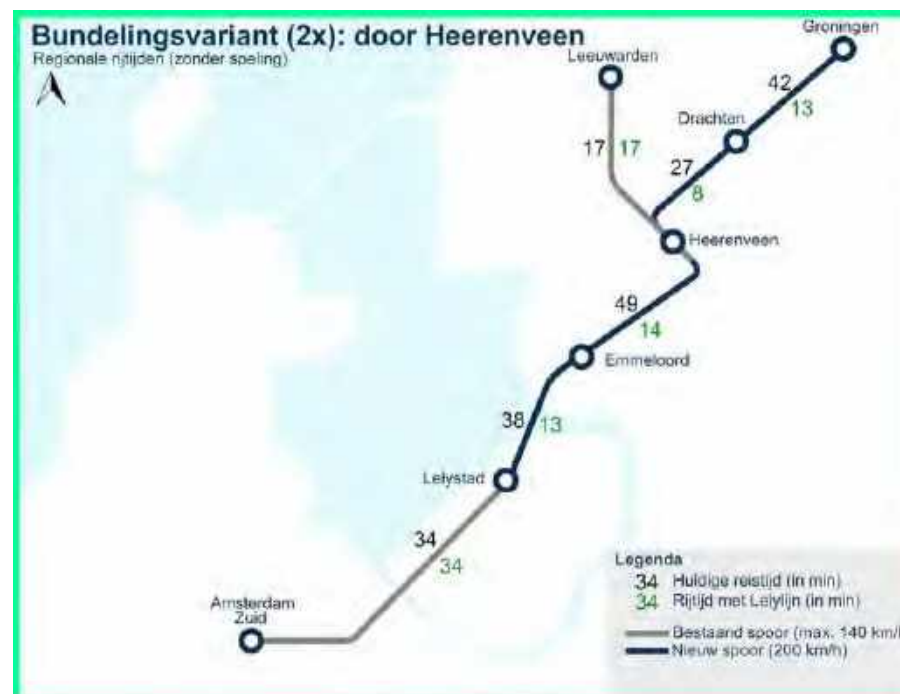 Bundelingsvariant (2x): door Heerenveen
Regionale rijtijden (zonder speling)
Groningen
Leeuwarden
42
13
Drachten
17 17
27
8
Heerenveen
49
14
Emmeloord
38 13
Lelystad
34
34
Amsterdam
Zuid
Legenda
34 Huidige reistijd (in min)
34 Rijtijd met Lelylijn (in min)
Bestaand spoor (max. 140 km/
Nieuw spoor (200 km/h)